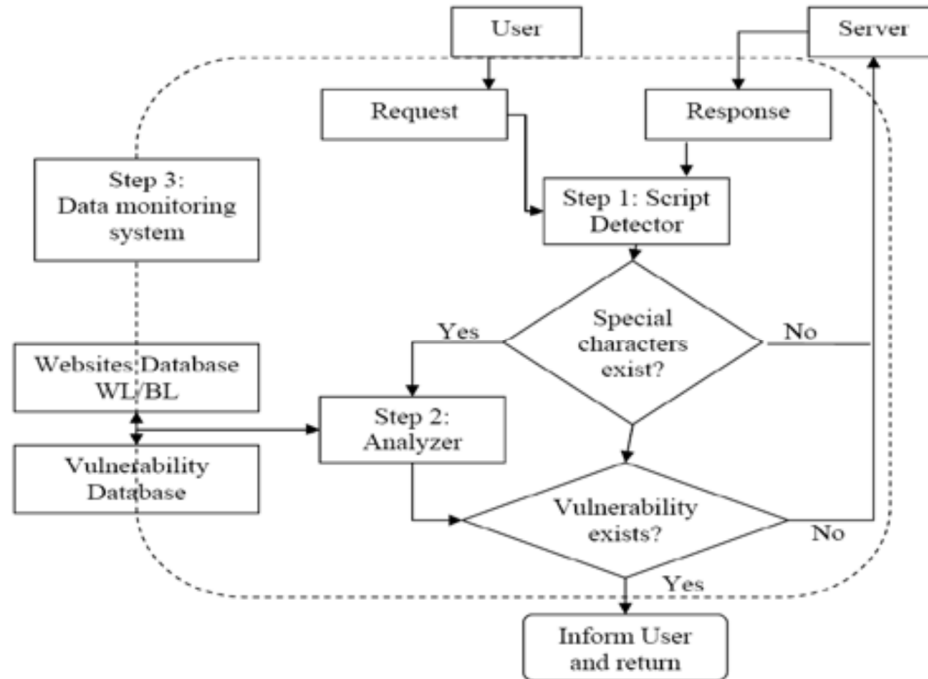 User
Server
Request
Response
Step 3:
Data monitoring
system
Step 1: Script
Detector
Yes
Special
characters
exist?
No
Websites Database
WL/BL
Step 2:
Analyzer
Vulnerability
Database
Vulnerability
exists?
No
Yes
Inform User
and return